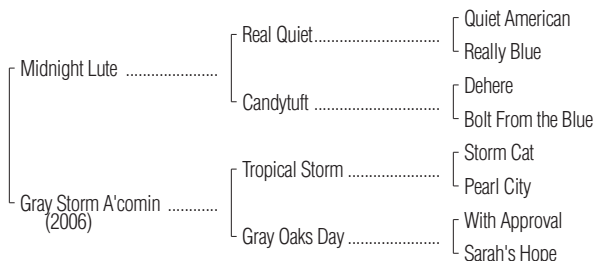 Quiet American
Real Quiet..............................
Really Blue
Midnight Lute ......................
Dehere
Candytuft ..............................
Bolt From the Blue
Storm Cat
Tropical Storm ......................
Pearl City
Gray Storm A'comin ............
(2006)
With Approval
Gray Oaks Day ......................
Sarah's Hope